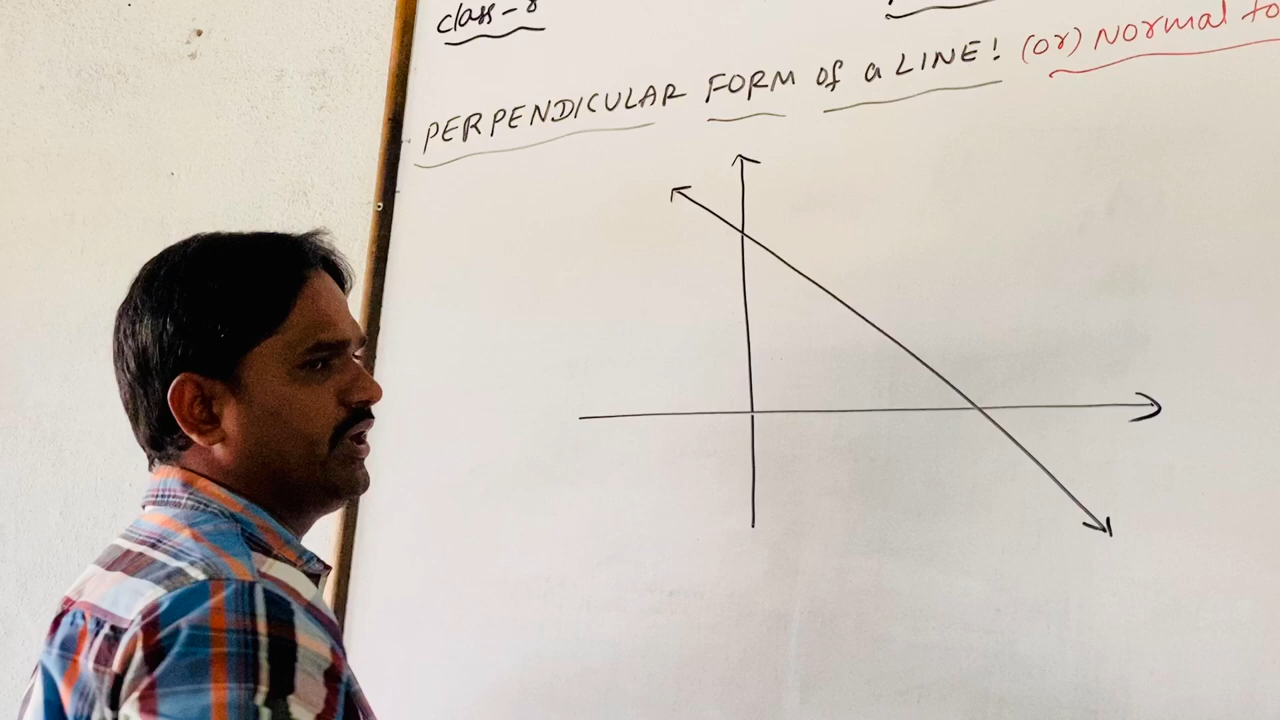 class-8
PERPENDICULAR FORM of a LINE! (or) NORMAL to